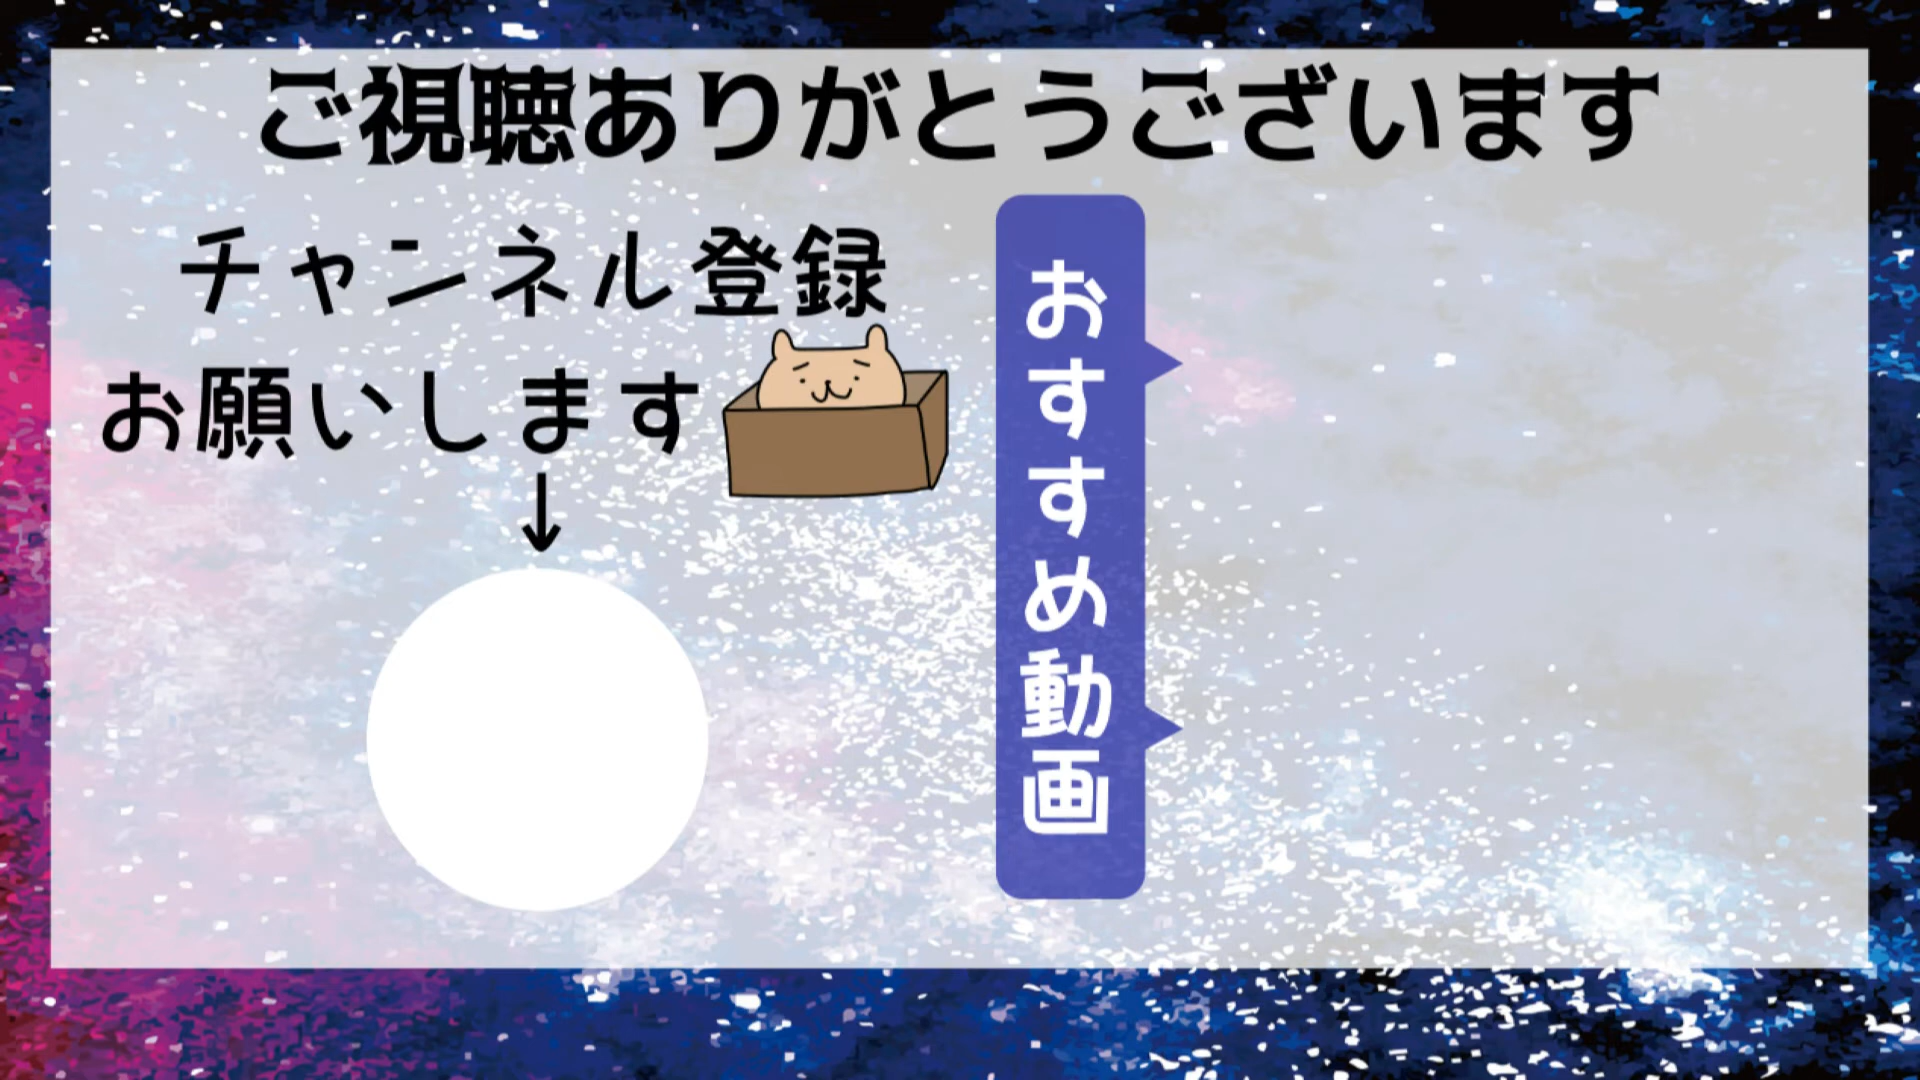 ご視聴ありがとうございます
チャンネル登録
お願いします
↓
おすすめ動画